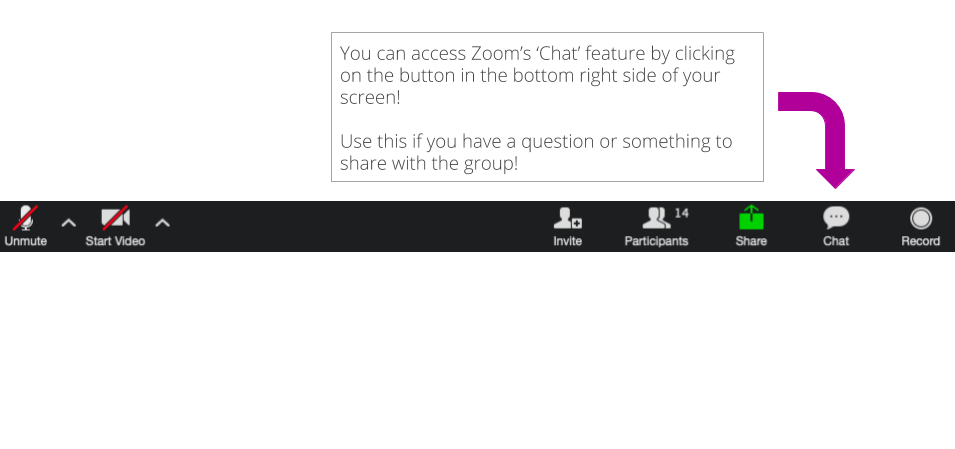 You can access Zoom’s ‘Chat’ feature by clicking
on the button in the bottom right side of your
screen!
Use this if you have a question or something to
share with the group!
14
Unmute
Start Video
Invite
Participants
Share
Chat
Record